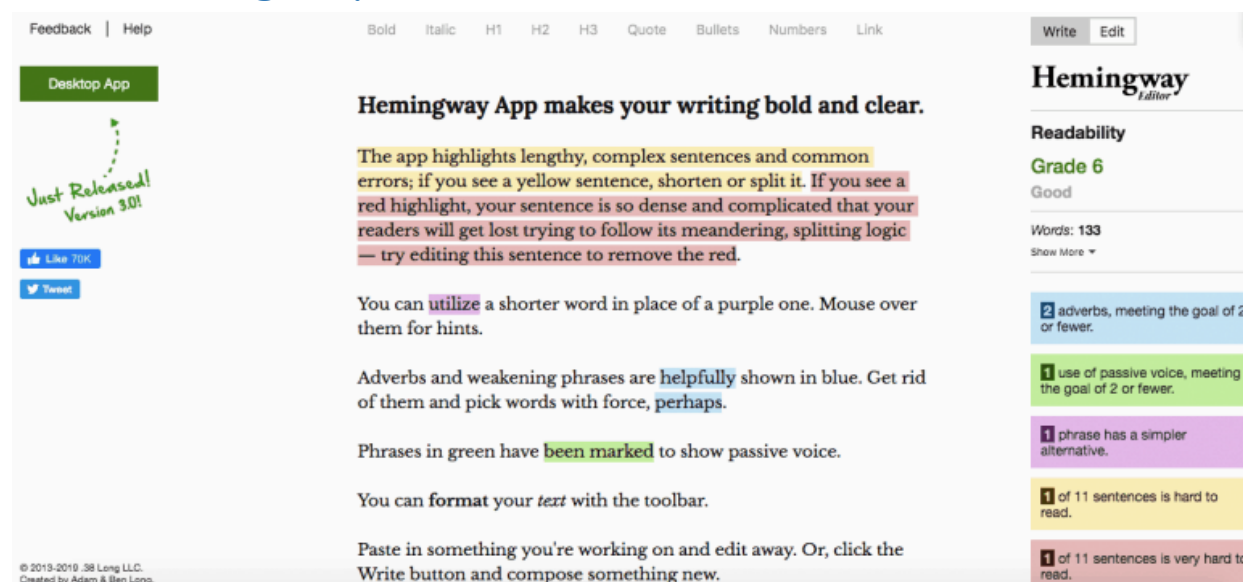 Feedback | Help
Bold Italic H1 H2 H3 Quote Bullets Numbers Link
Write Edit
Desktop App
Just Released!
Version 3.0!
Like 70K
Tweet
© 2013-2019 .38 Long LLC.
Created by Adam & Ben Long.
Hemingway App makes your writing bold and clear.
The app highlights lengthy, complex sentences and common
errors; if you see a yellow sentence, shorten or split it. If you see a
red highlight, your sentence is so dense and complicated that your
readers will get lost trying to follow its meandering, splitting logic
— try editing this sentence to remove the red.
You can utilize a shorter word in place of a purple one. Mouse over
them for hints.
Adverbs and weakening phrases are helpfully shown in blue. Get rid
of them and pick words with force, perhaps.
Phrases in green have been marked to show passive voice.
You can format your text with the toolbar.
Paste in something you're working on and edit away. Or, click the
Write button and compose something new.
Hemingway
Editor
Readability
Grade 6
Good
Words: 133
Show More
2 adverbs, meeting the goal of 2
or fewer.
1 use of passive voice, meeting
the goal of 2 or fewer.
1 phrase has a simpler
alternative.
1 of 11 sentences is hard to
read.
1 of 11 sentences is very hard to
read.